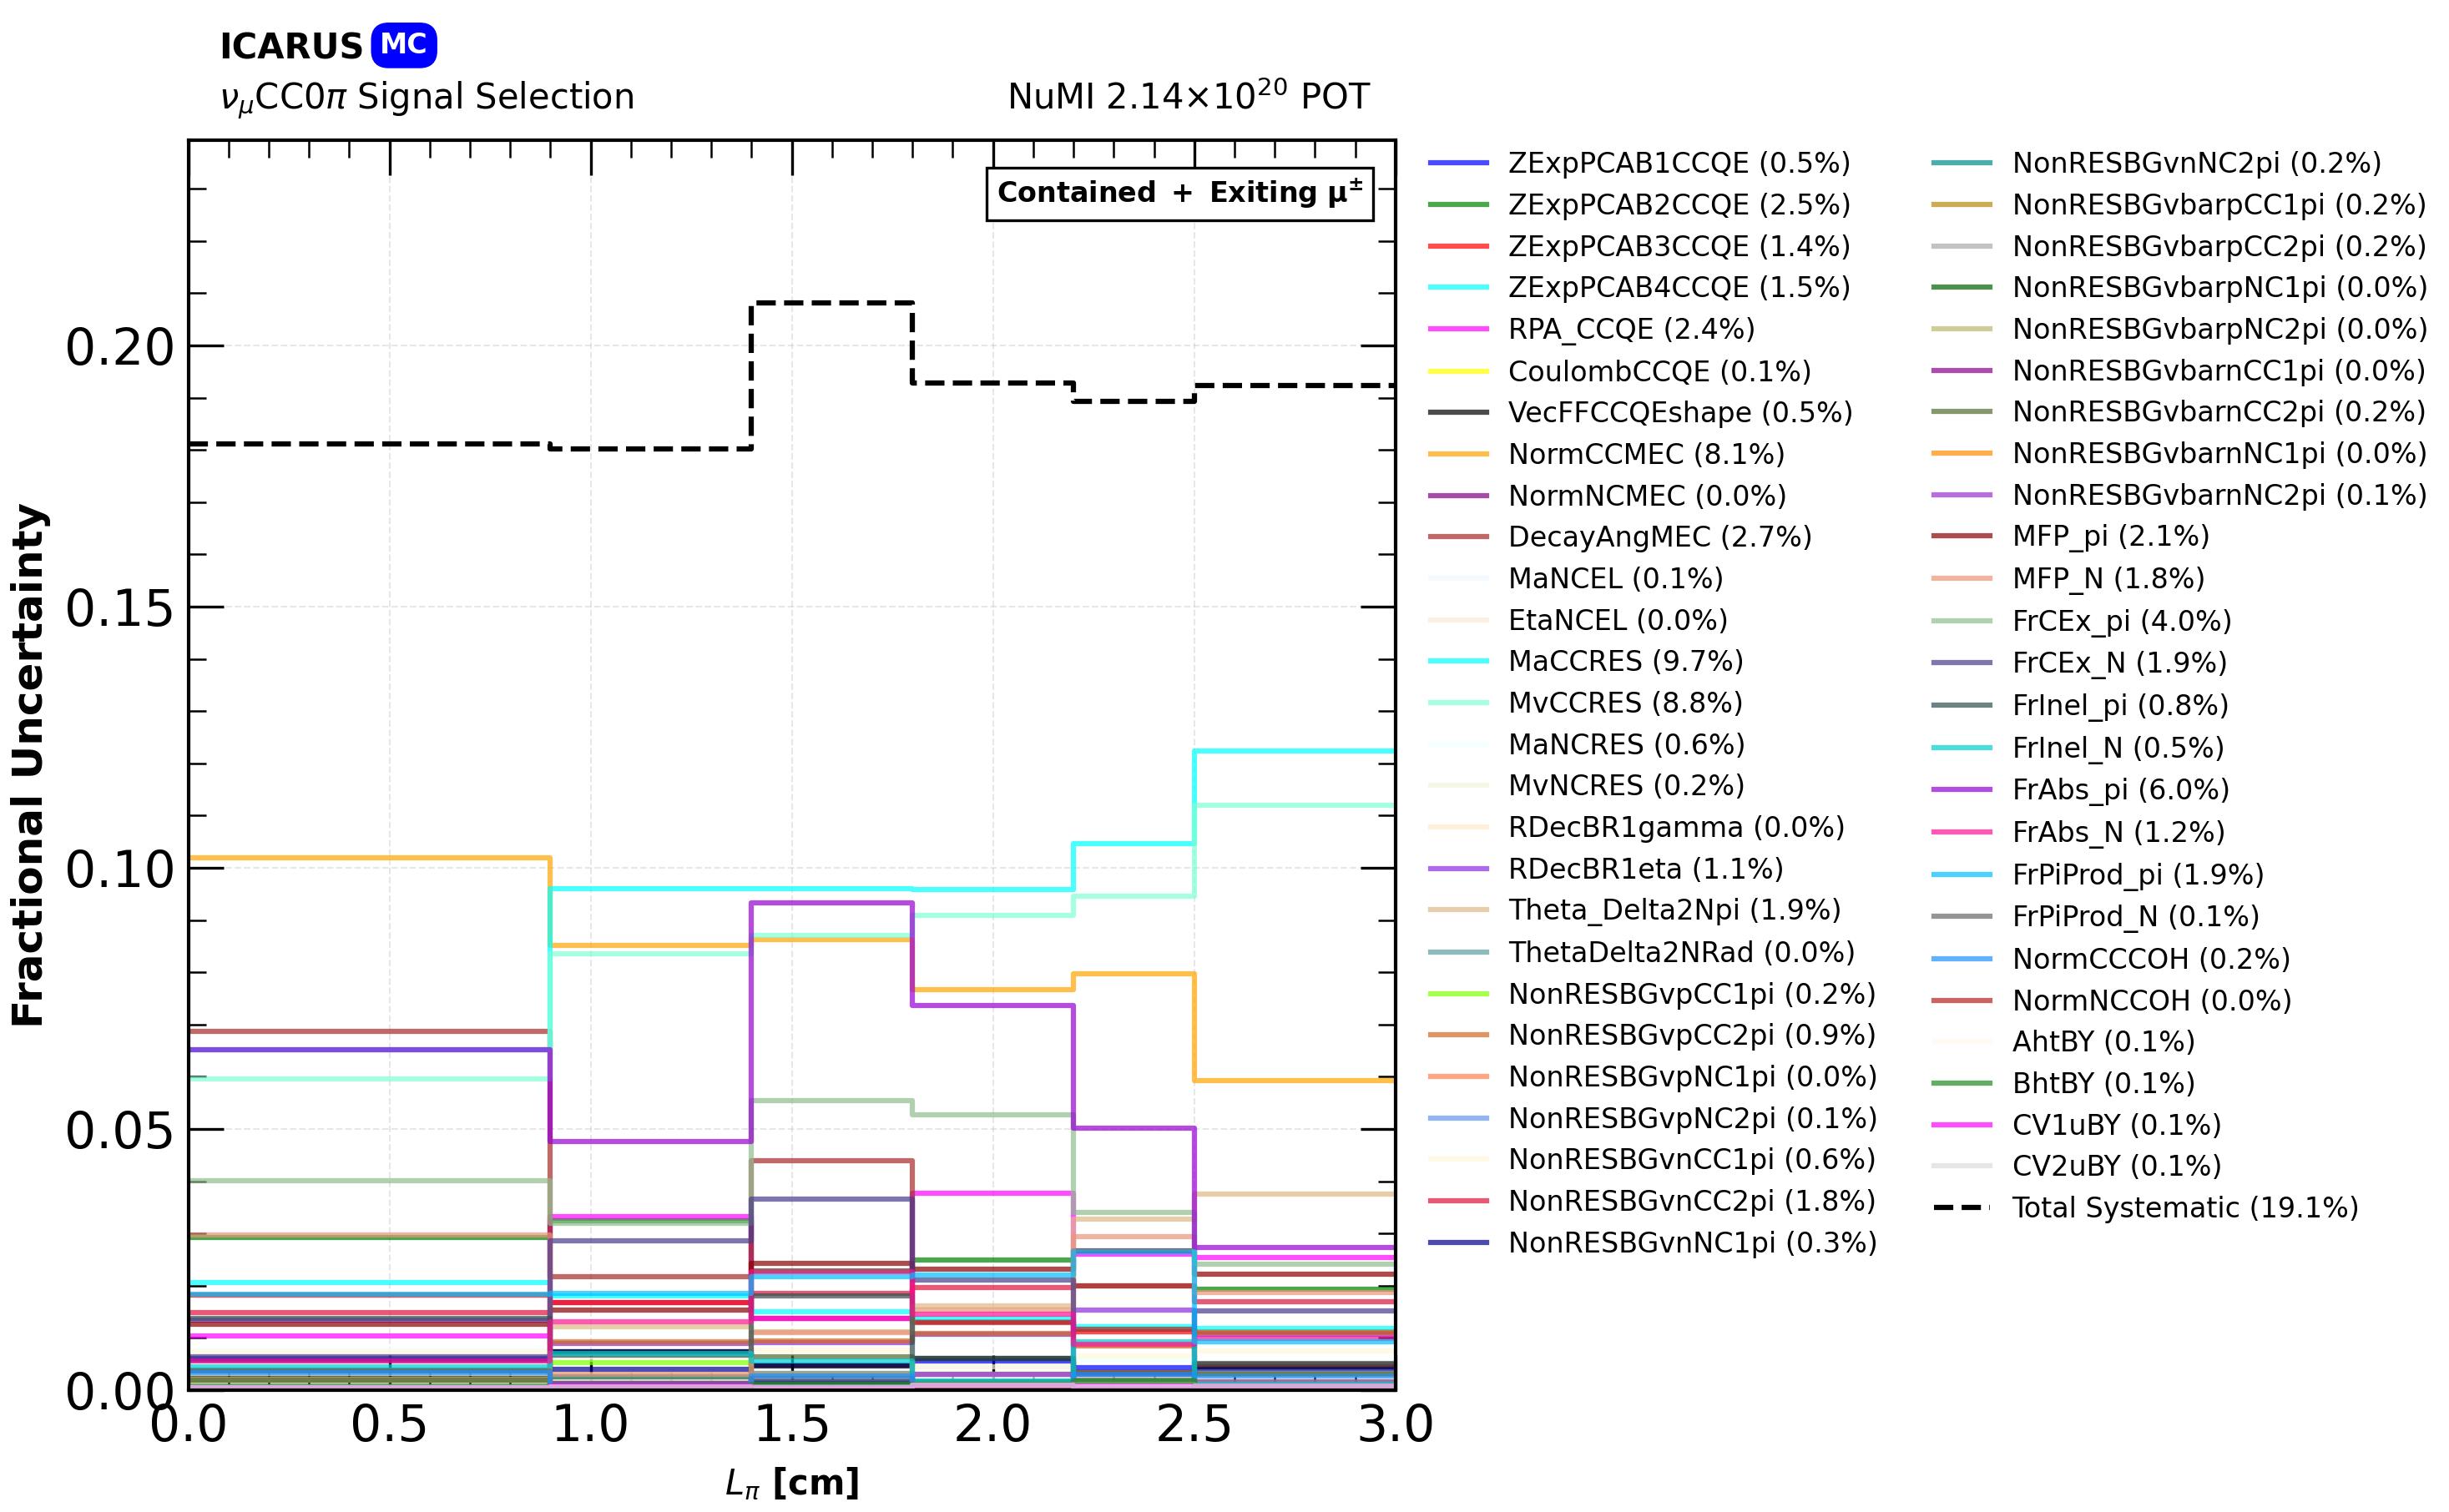 ICARUS MC
νμCC0π Signal Selection
NuMI 2.14×10²⁰ POT
Contained + Exiting μ±
Fractional Uncertainty
0.20
0.15
0.10
0.05
0.00
0.0 0.5 1.0 1.5 2.0 2.5 3.0
Lπ [cm]
ZExpPCAB1CCQE (0.5%)
ZExpPCAB2CCQE (2.5%)
ZExpPCAB3CCQE (1.4%)
ZExpPCAB4CCQE (1.5%)
RPA_CCQE (2.4%)
CoulombCCQE (0.1%)
VecFFCCQEshape (0.5%)
NormCCMEC (8.1%)
NormNCMEC (0.0%)
DecayAngMEC (2.7%)
MaNCEL (0.1%)
EtaNCEL (0.0%)
MaCCRES (9.7%)
MvCCRES (8.8%)
MaNCRES (0.6%)
MvNCRES (0.2%)
RDecBR1gamma (0.0%)
RDecBR1eta (1.1%)
Theta_Delta2Npi (1.9%)
ThetaDelta2NRad (0.0%)
NonRESBGvpCC1pi (0.2%)
NonRESBGvpCC2pi (0.9%)
NonRESBGvpNC1pi (0.0%)
NonRESBGvpNC2pi (0.1%)
NonRESBGvnCC1pi (0.6%)
NonRESBGvnCC2pi (1.8%)
NonRESBGvnNC1pi (0.3%)
NonRESBGvnNC2pi (0.2%)
NonRESBGvbarpCC1pi (0.2%)
NonRESBGvbarpCC2pi (0.2%)
NonRESBGvbarpNC1pi (0.0%)
NonRESBGvbarpNC2pi (0.0%)
NonRESBGvbarnCC1pi (0.0%)
NonRESBGvbarnCC2pi (0.2%)
NonRESBGvbarnNC1pi (0.0%)
NonRESBGvbarnNC2pi (0.1%)
MFP_pi (2.1%)
MFP_N (1.8%)
FrCEx_pi (4.0%)
FrCEx_N (1.9%)
FrInel_pi (0.8%)
FrInel_N (0.5%)
FrAbs_pi (6.0%)
FrAbs_N (1.2%)
FrPiProd_pi (1.9%)
FrPiProd_N (0.1%)
NormCCCOH (0.2%)
NormNCCOH (0.0%)
AhtBY (0.1%)
BhtBY (0.1%)
CV1uBY (0.1%)
CV2uBY (0.1%)
Total Systematic (19.1%)